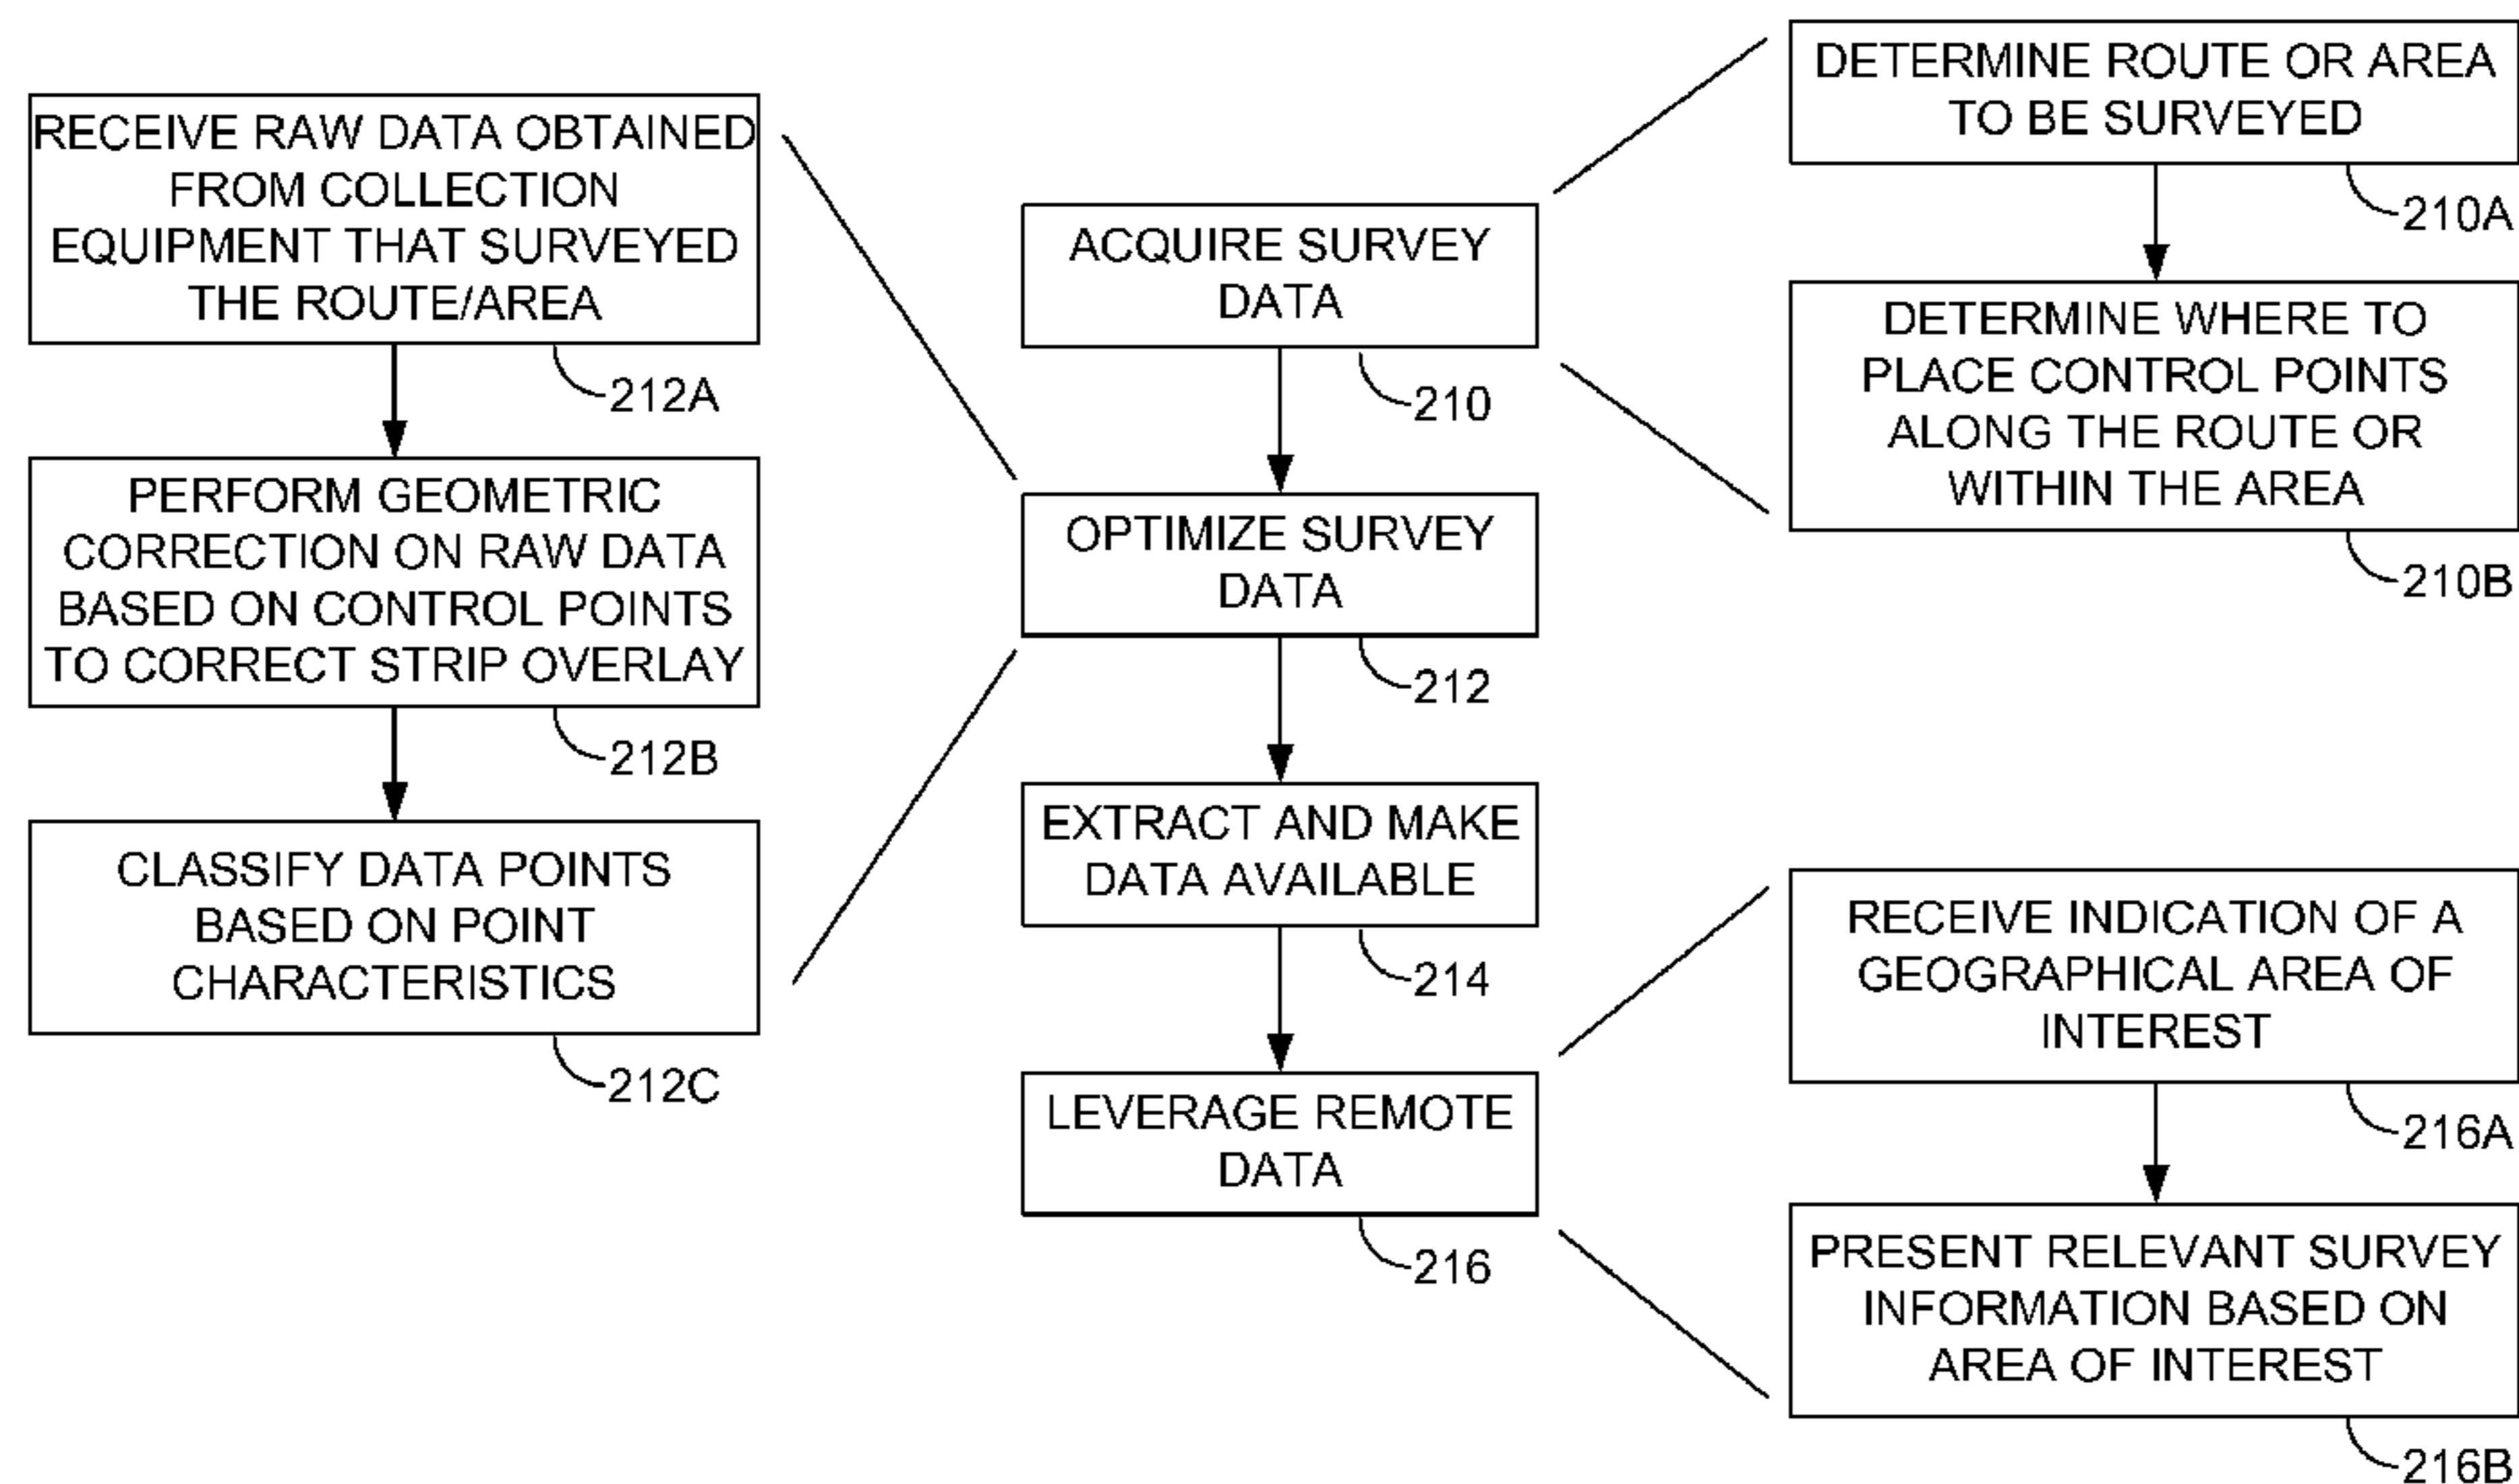 RECEIVE RAW DATA OBTAINED
FROM COLLECTION
EQUIPMENT THAT SURVEYED
THE ROUTE/AREA
212A
PERFORM GEOMETRIC
CORRECTION ON RAW DATA
BASED ON CONTROL POINTS
TO CORRECT STRIP OVERLAY
212B
CLASSIFY DATA POINTS
BASED ON POINT
CHARACTERISTICS
212C
ACQUIRE SURVEY
DATA
210
OPTIMIZE SURVEY
DATA
212
EXTRACT AND MAKE
DATA AVAILABLE
214
LEVERAGE REMOTE
DATA
216
DETERMINE ROUTE OR AREA
TO BE SURVEYED
210A
DETERMINE WHERE TO
PLACE CONTROL POINTS
ALONG THE ROUTE OR
WITHIN THE AREA
210B
RECEIVE INDICATION OF A
GEOGRAPHICAL AREA OF
INTEREST
216A
PRESENT RELEVANT SURVEY
INFORMATION BASED ON
AREA OF INTEREST
216B